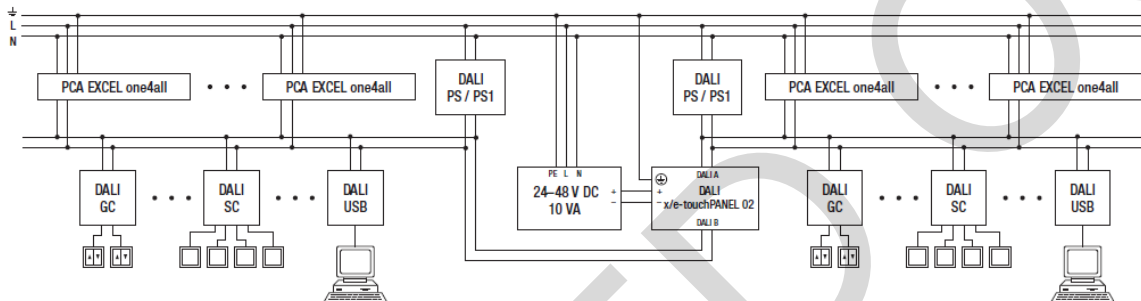 L
N
PCA EXCEL one4all
PCA EXCEL one4all
DALI
PS / PS1
DALI
PS / PS1
PCA EXCEL one4all
PCA EXCEL one4all
DALI
GC
DALI
SC
DALI
USB
PE L N
24–48 V DC
10 VA
+
–
DALI A
+
–
DALI
x/e-touchPANEL 02
DALI B
DALI
GC
DALI
SC
DALI
USB